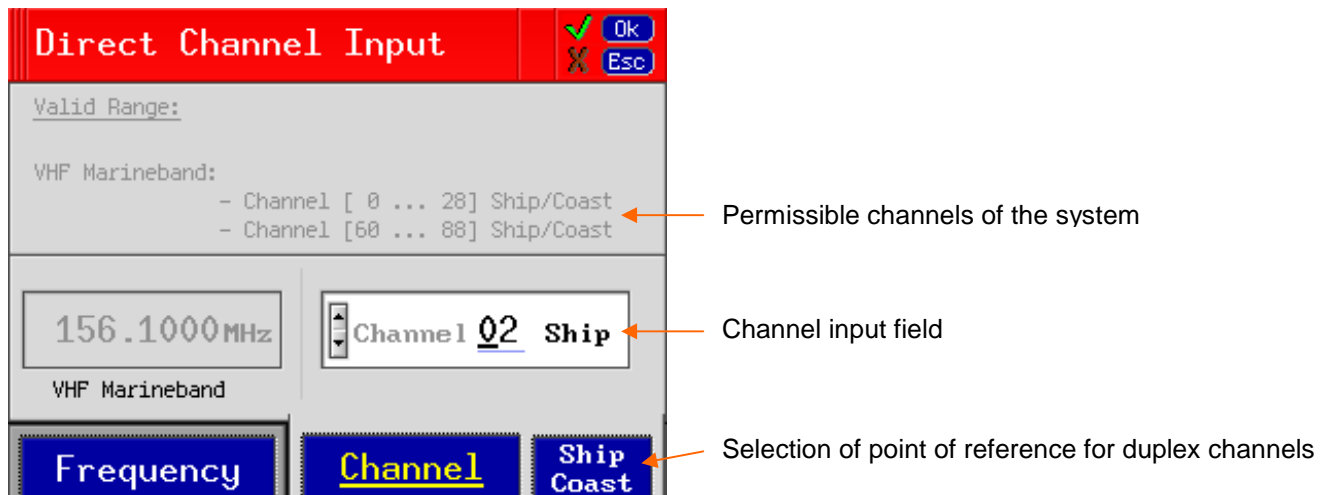 Direct Channel Input
Ok
Esc
Valid Range:
VHF Marineband:
- Channel [ 0 ... 28] Ship/Coast
- Channel [60 ... 88] Ship/Coast
Permissible channels of the system
156.1000 MHz
Channel 02 Ship
Channel input field
VHF Marineband
Frequency
Channel
Ship
Coast
Selection of point of reference for duplex channels